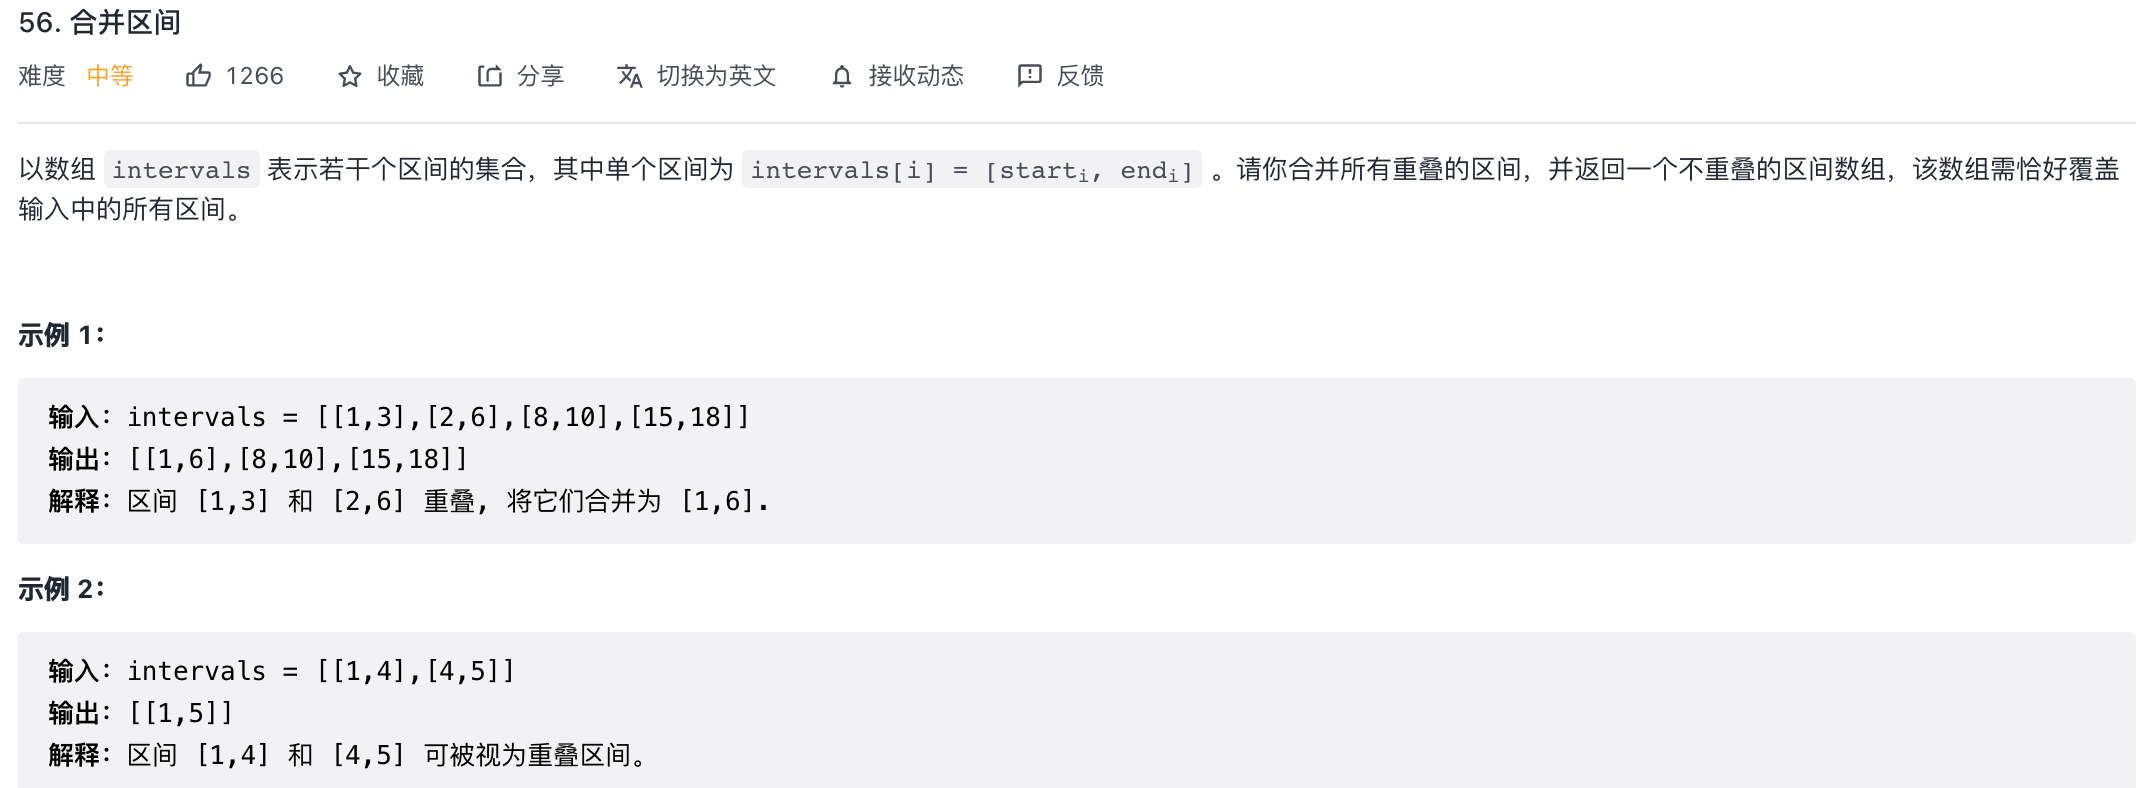 56. 合并区间
难度 中等 1266 收藏 分享 切换为英文 接收动态 反馈
以数组 intervals 表示若干个区间的集合，其中单个区间为 intervals[i] = [starti, endi] 。请你合并所有重叠的区间，并返回一个不重叠的区间数组，该数组需恰好覆盖
输入中的所有区间。
示例 1：
输入：intervals = [[1,3],[2,6],[8,10],[15,18]]
输出：[[1,6],[8,10],[15,18]]
解释：区间 [1,3] 和 [2,6] 重叠, 将它们合并为 [1,6].
示例 2：
输入：intervals = [[1,4],[4,5]]
输出：[[1,5]]
解释：区间 [1,4] 和 [4,5] 可被视为重叠区间。